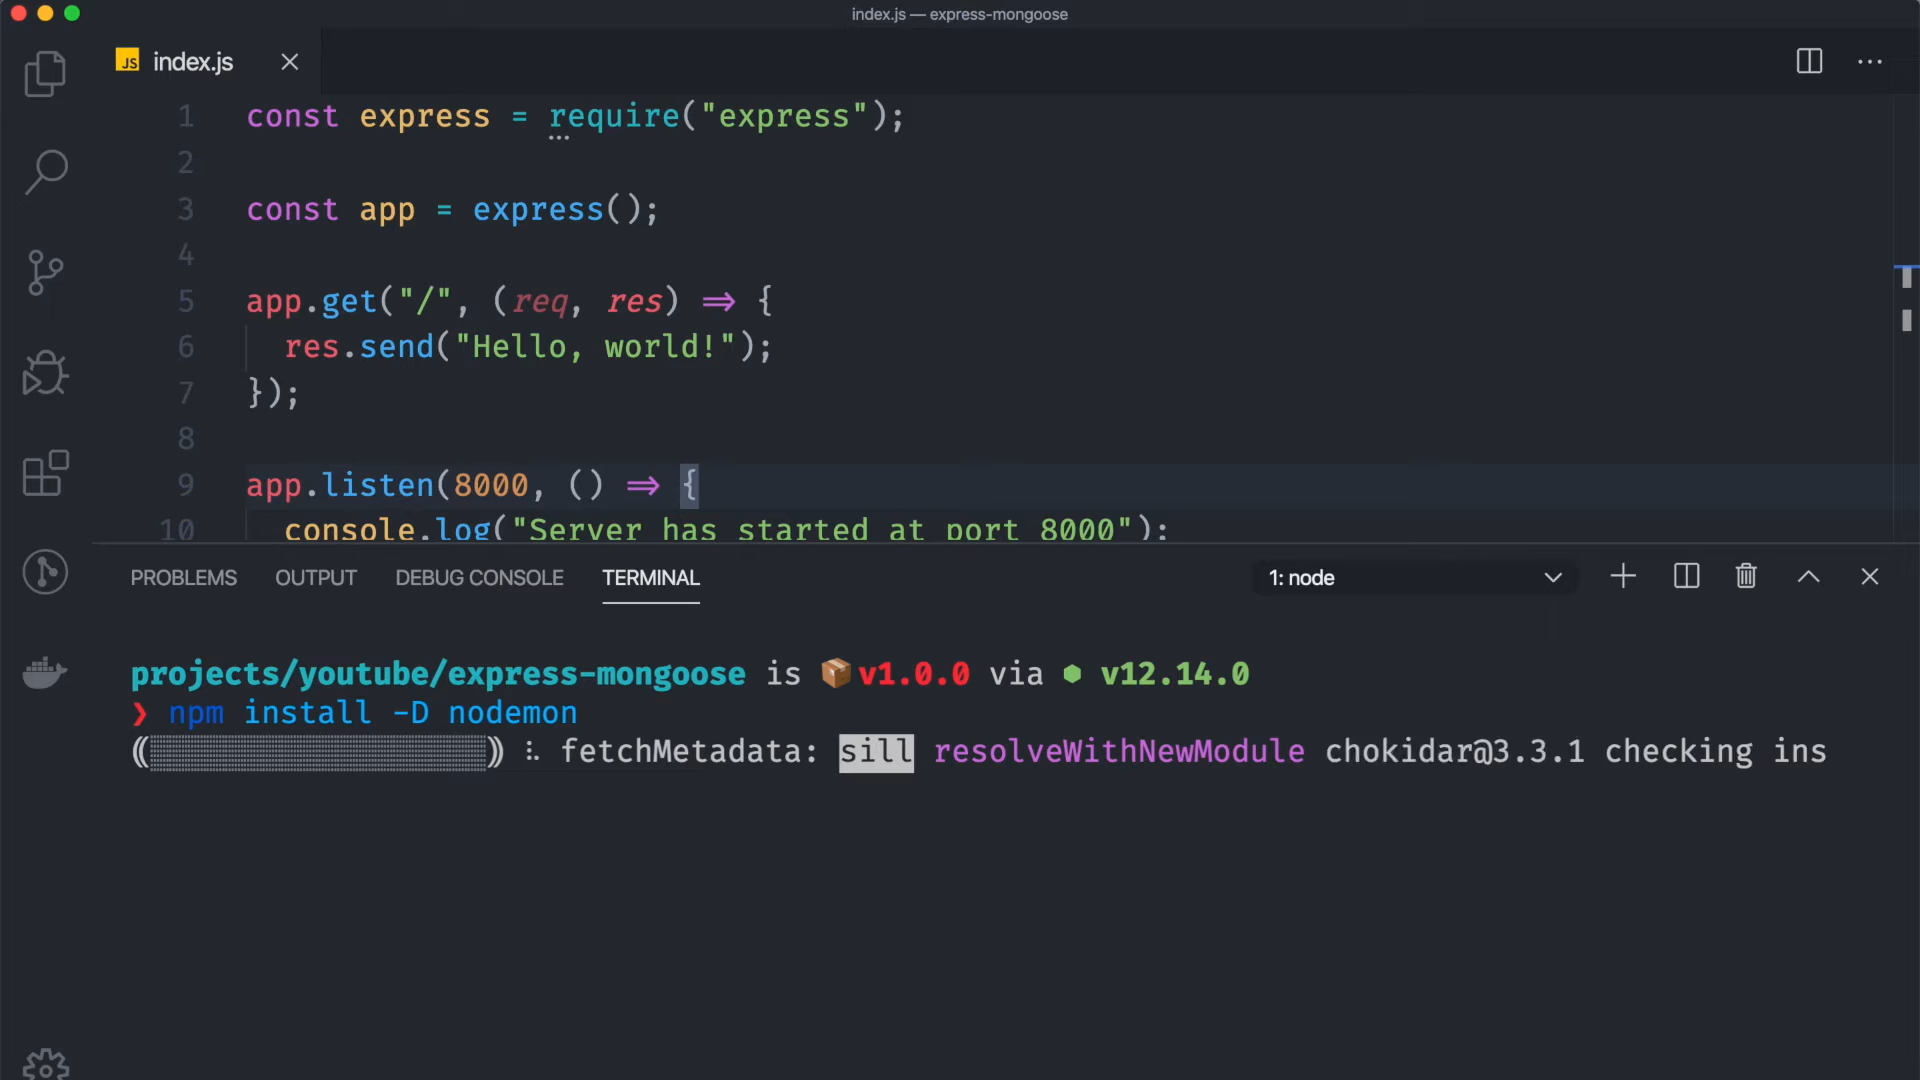 index.js — express-mongoose
JS index.js
1 const express = require("express");
2
3 const app = express();
4
5 app.get("/", (req, res) => {
6 res.send("Hello, world!");
7 });
8
9 app.listen(8000, () => {
10 console.log("Server has started at port 8000");
PROBLEMS OUTPUT DEBUG CONSOLE TERMINAL 1: node
projects/youtube/express-mongoose is 📦v1.0.0 via ⬢ v12.14.0
❯ npm install -D nodemon
((░░░░░░░░░░░░░░░░░░)) ⠧ fetchMetadata: sill resolveWithNewModule chokidar@3.3.1 checking ins